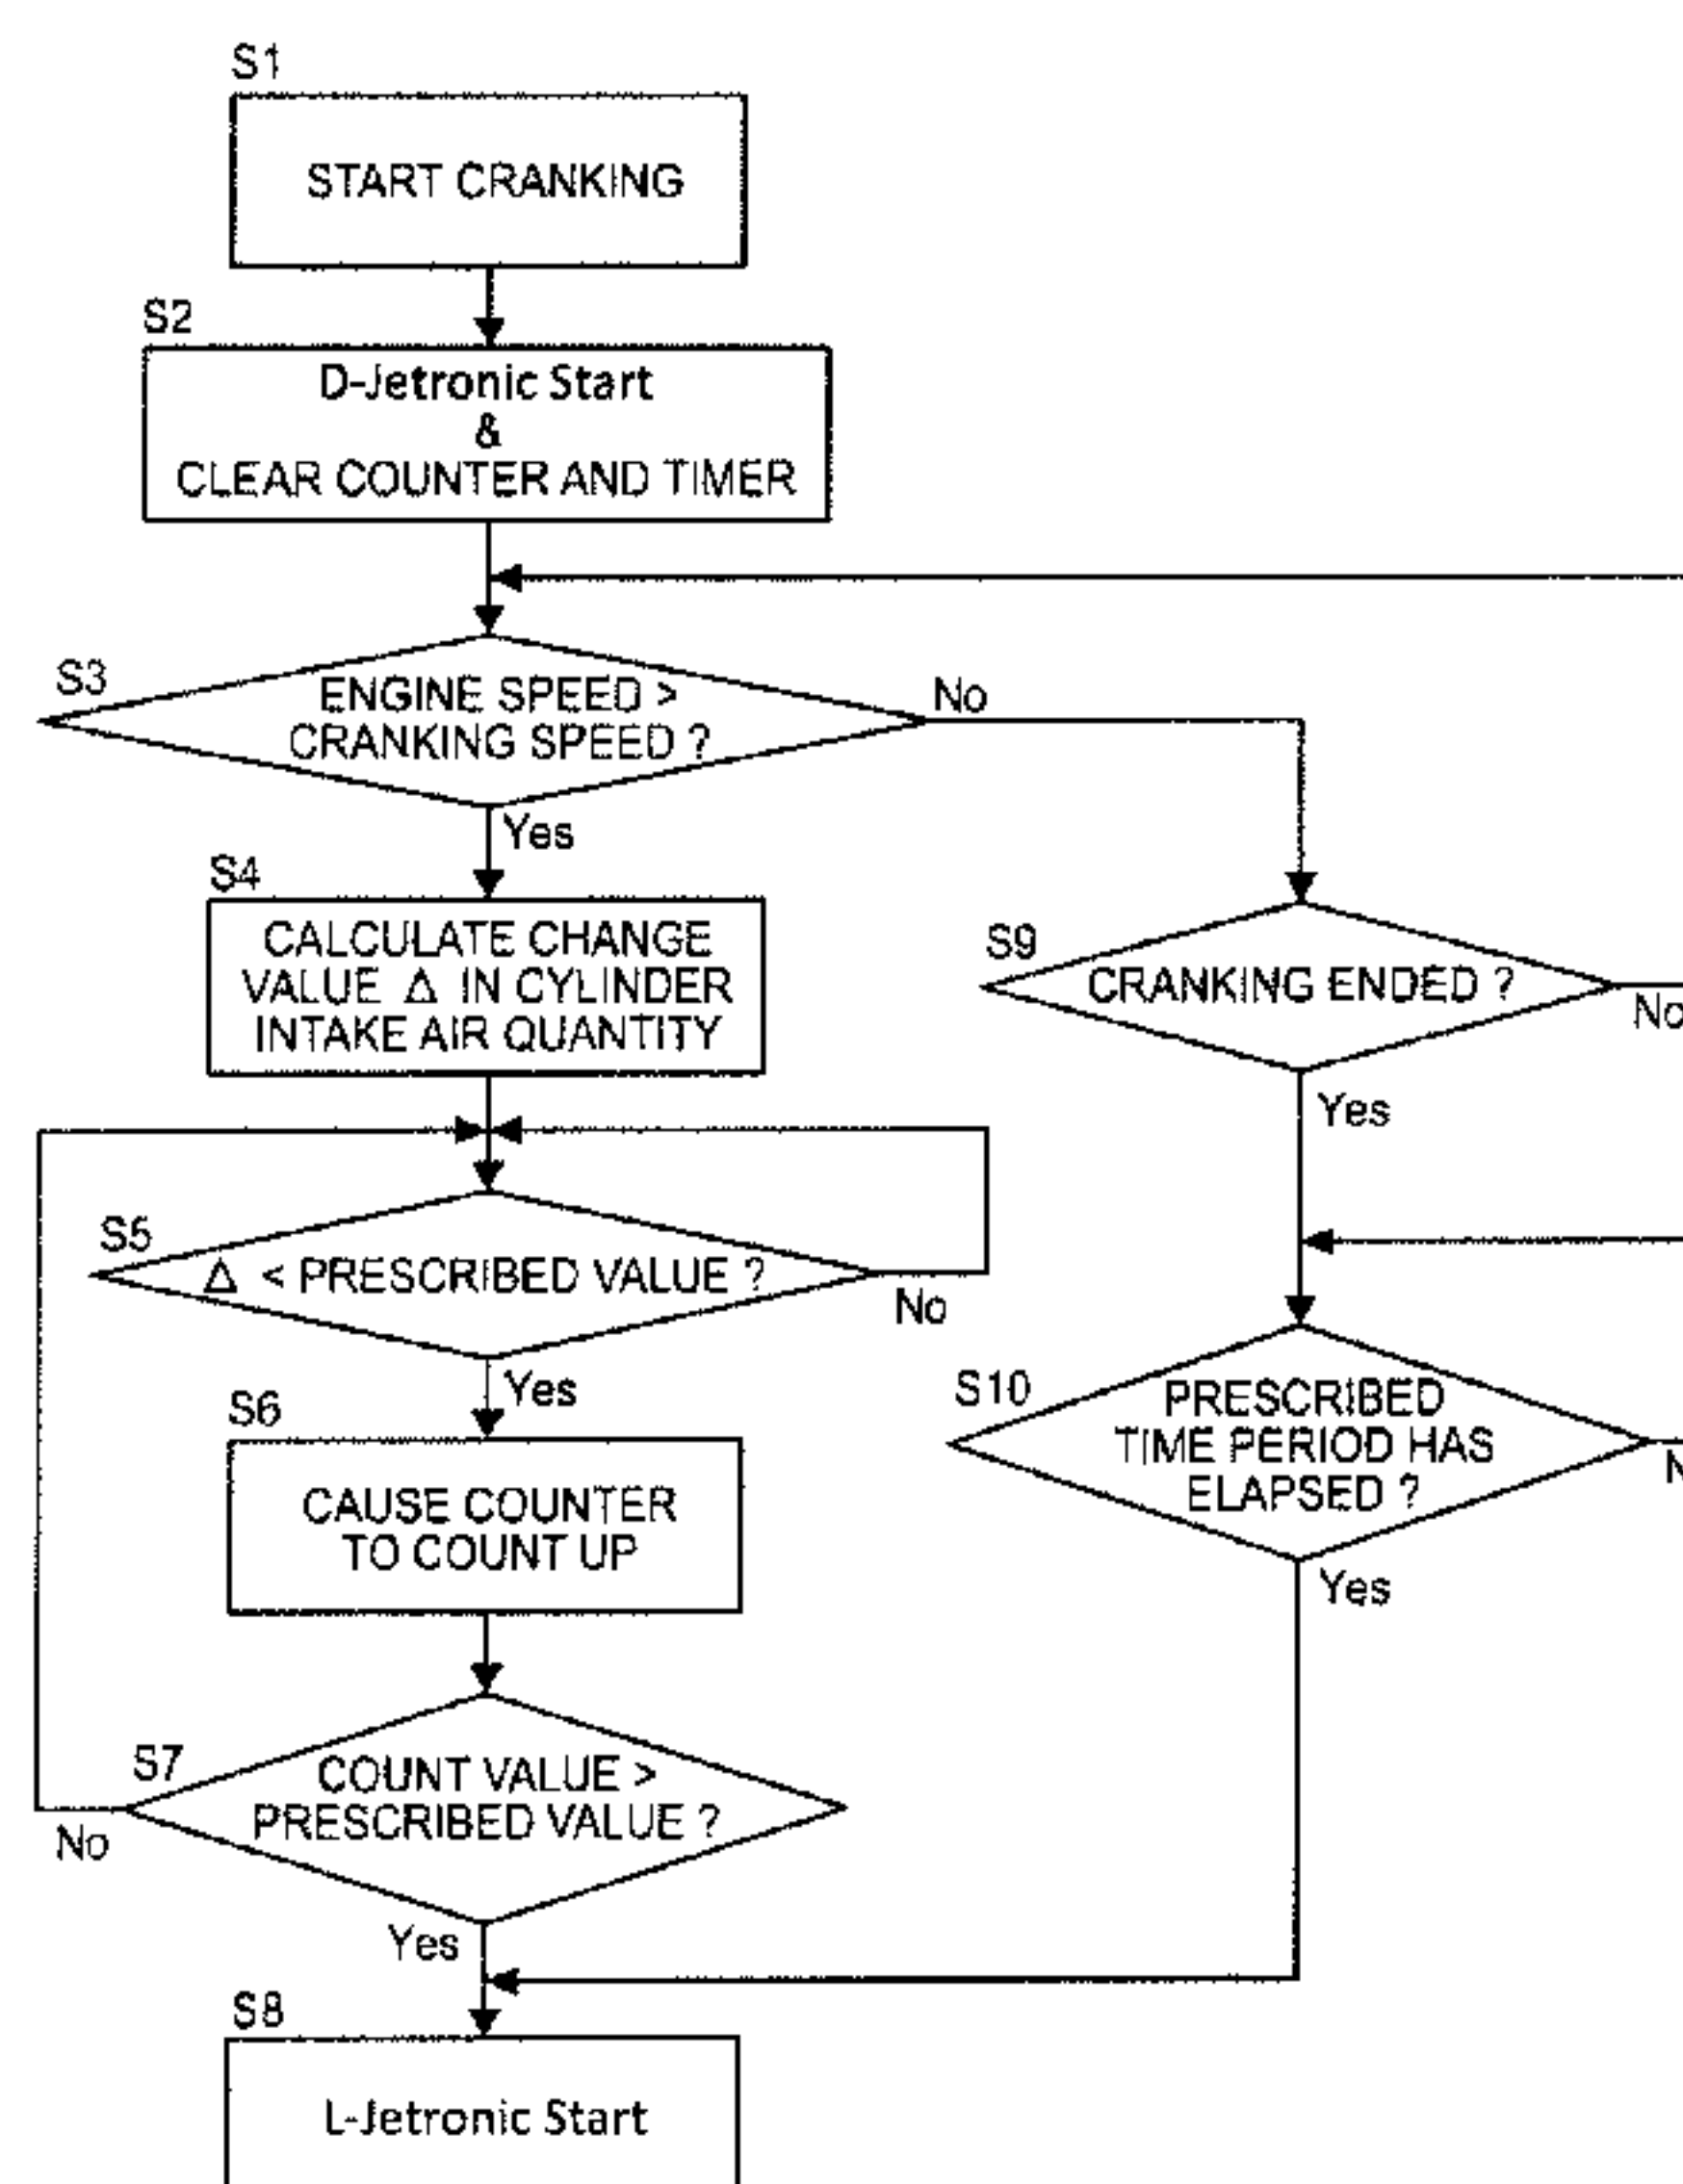 S1
START CRANKING
S2
D-Jetronic Start
&
CLEAR COUNTER AND TIMER
S3
ENGINE SPEED >
CRANKING SPEED ?
No
Yes
S4
CALCULATE CHANGE
VALUE Δ IN CYLINDER
INTAKE AIR QUANTITY
S9
CRANKING ENDED ?
No
Yes
S5
Δ < PRESCRIBED VALUE ?
No
Yes
S10
PRESCRIBED
TIME PERIOD HAS
ELAPSED ?
Yes
S6
CAUSE COUNTER
TO COUNT UP
S7
COUNT VALUE >
PRESCRIBED VALUE ?
No
Yes
S8
L-Jetronic Start